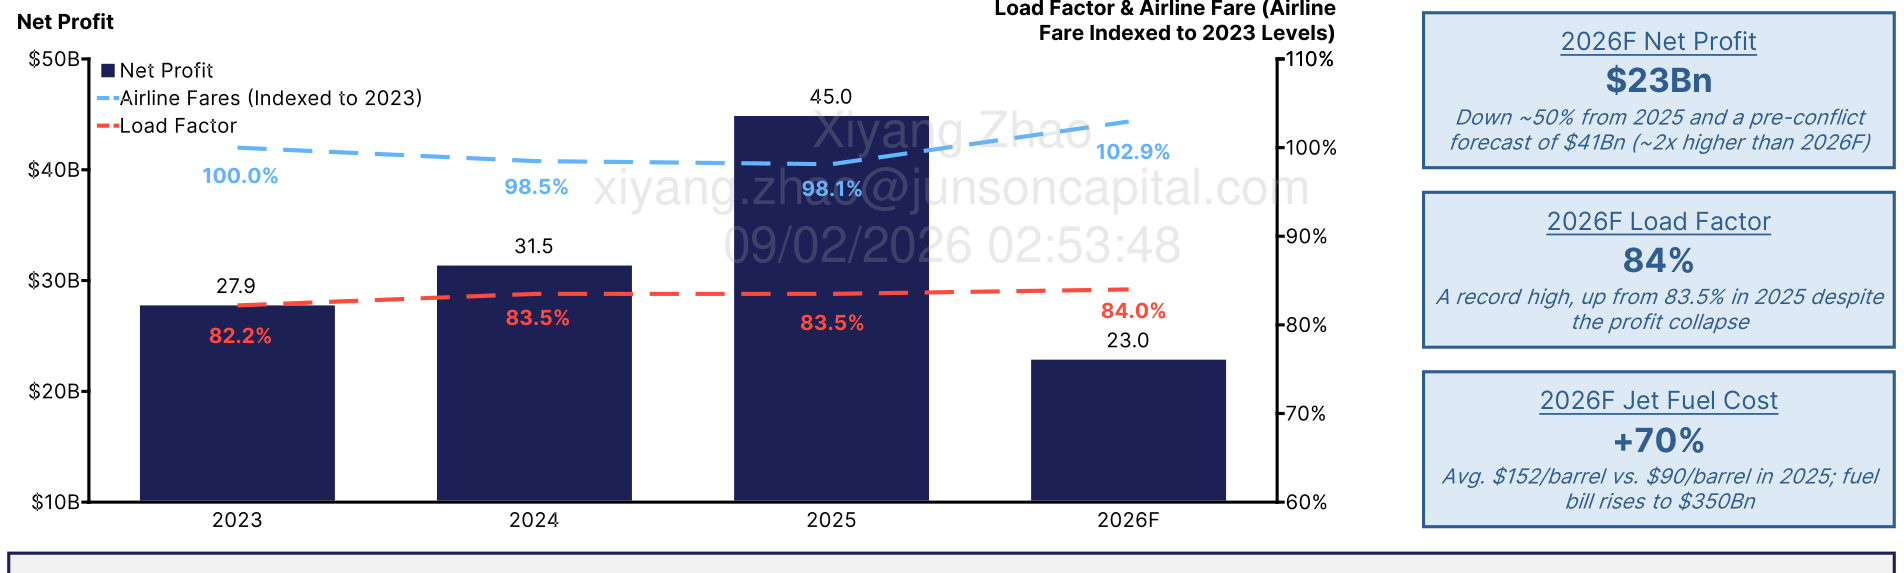 Net Profit
Load Factor & Airline Fare (Airline
Fare Indexed to 2023 Levels)
$50B
$40B
$30B
$20B
$10B
110%
100%
90%
80%
70%
60%
Net Profit
Airline Fares (Indexed to 2023)
Load Factor
100.0%
98.5%
98.1%
102.9%
27.9
31.5
45.0
23.0
82.2%
83.5%
83.5%
84.0%
2023
2024
2025
2026F
Xiyang Zhao
xiyang.zhao@junsoncapital.com
09/02/2026 02:53:48
2026F Net Profit
$23Bn
Down ~50% from 2025 and a pre-conflict
forecast of $41Bn (~2x higher than 2026F)
2026F Load Factor
84%
A record high, up from 83.5% in 2025 despite
the profit collapse
2026F Jet Fuel Cost
+70%
Avg. $152/barrel vs. $90/barrel in 2025; fuel
bill rises to $350Bn